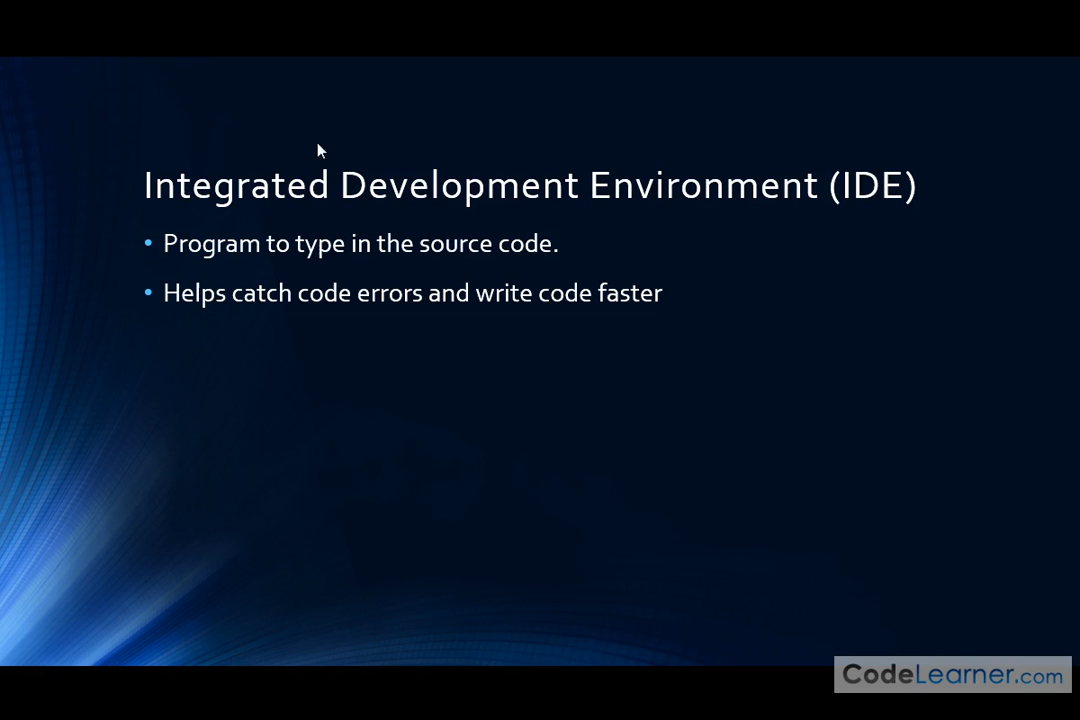 Integrated Development Environment (IDE)
• Program to type in the source code.
• Helps catch code errors and write code faster
CodeLearner.com